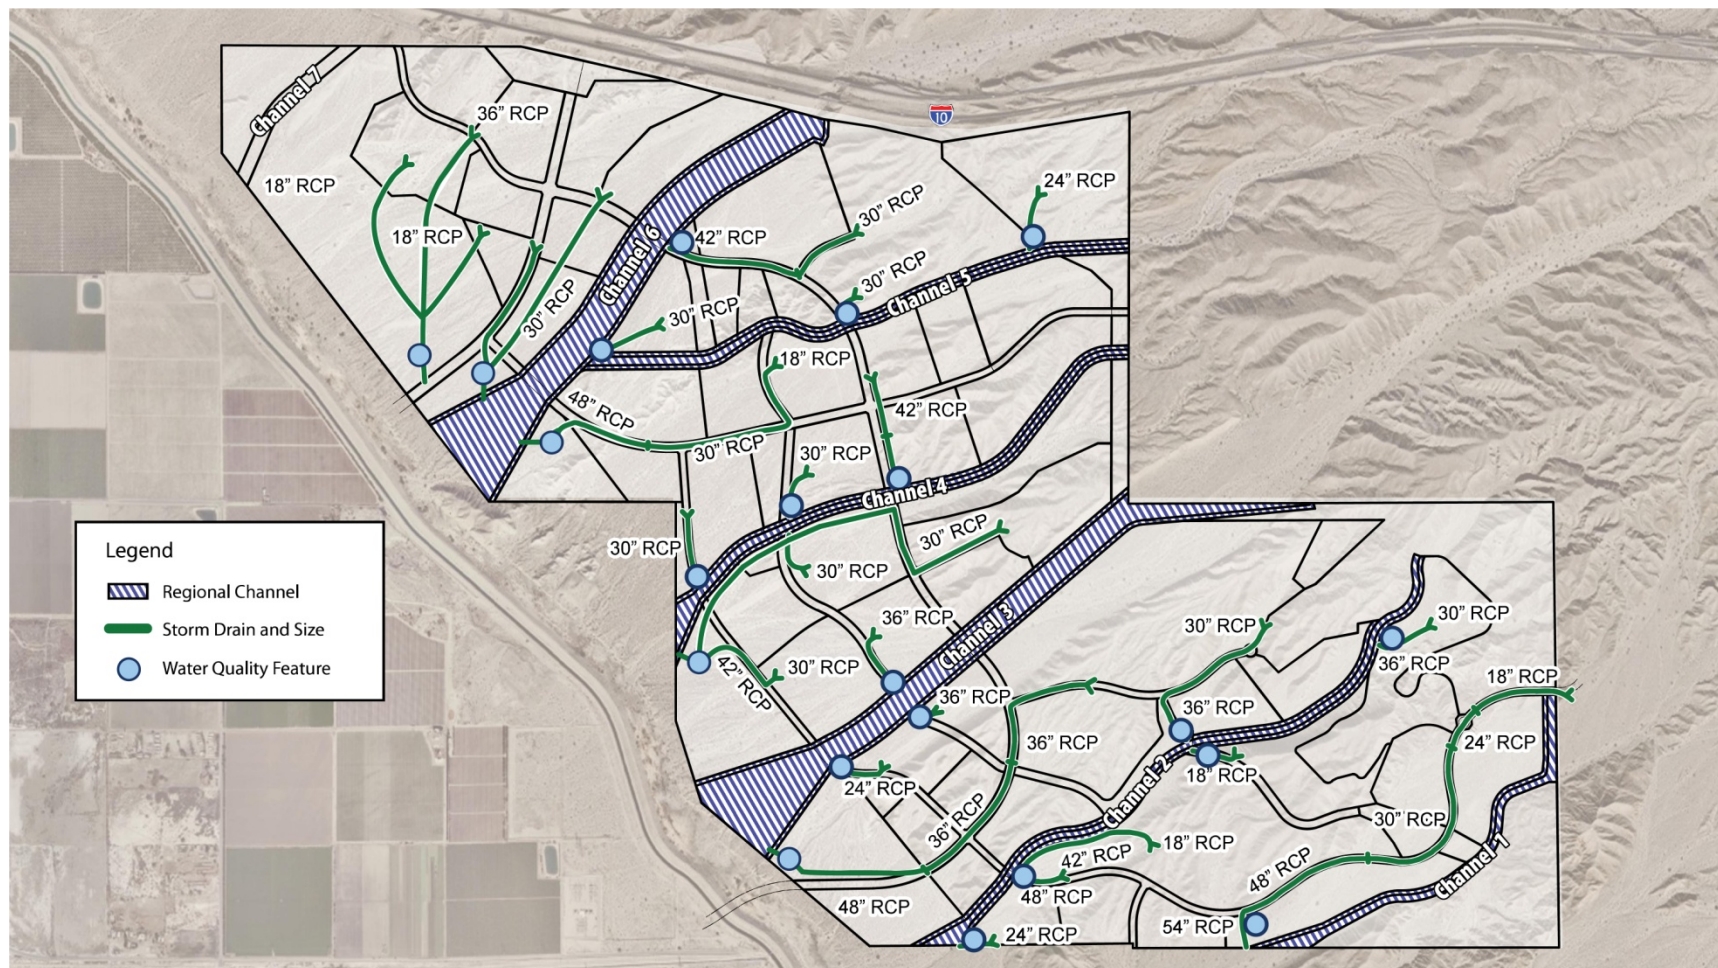 Channel 7
36” RCP
10
18” RCP
24” RCP
30” RCP
18” RCP
42” RCP
Channel 6
30” RCP
Channel 5
30” RCP
30” RCP
18” RCP
48” RCP
42” RCP
30” RCP
30” RCP
Channel 4
30” RCP
30” RCP
30” RCP
36” RCP
Channel 3
30” RCP
30” RCP
36” RCP
30” RCP
42” RCP
36” RCP
18” RCP
36” RCP
36” RCP
24” RCP
24” RCP
18” RCP
Channel 2
36” RCP
30” RCP
18” RCP
42” RCP
48” RCP
Channel 1
48” RCP
48” RCP
54” RCP
24” RCP
Legend
Regional Channel
Storm Drain and Size
Water Quality Feature